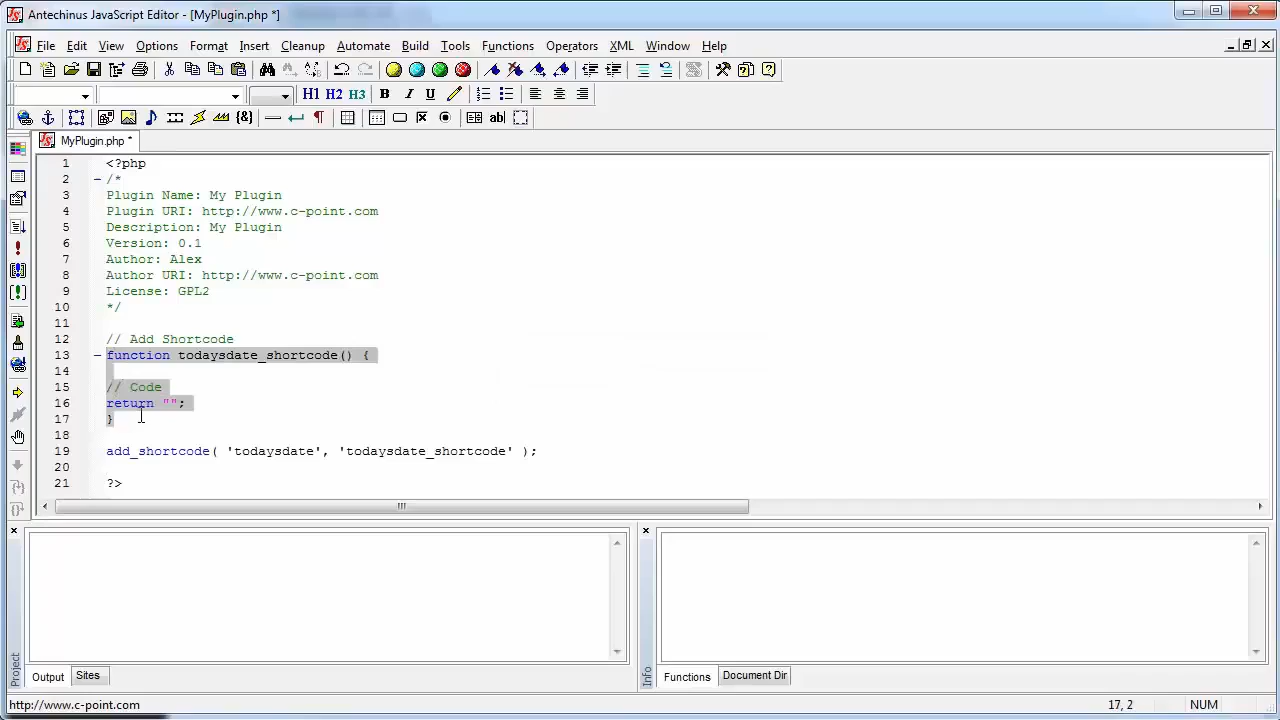 Antechinus JavaScript Editor - [MyPlugin.php *]
File Edit View Options Format Insert Cleanup Automate Build Tools Functions Operators XML Window Help
H1 H2 H3 B I U
ab|
MyPlugin.php *
1 <?php
2 /*
3 Plugin Name: My Plugin
4 Plugin URI: http://www.c-point.com
5 Description: My Plugin
6 Version: 0.1
7 Author: Alex
8 Author URI: http://www.c-point.com
9 License: GPL2
10 */
11
12 // Add Shortcode
13 function todaysdate_shortcode() {
14
15 // Code
16 return "";
17 }
18
19 add_shortcode( 'todaysdate', 'todaysdate_shortcode' );
20
21 ?>
Project
Output Sites
Info
Functions Document Dir
http://www.c-point.com 17, 2 NUM